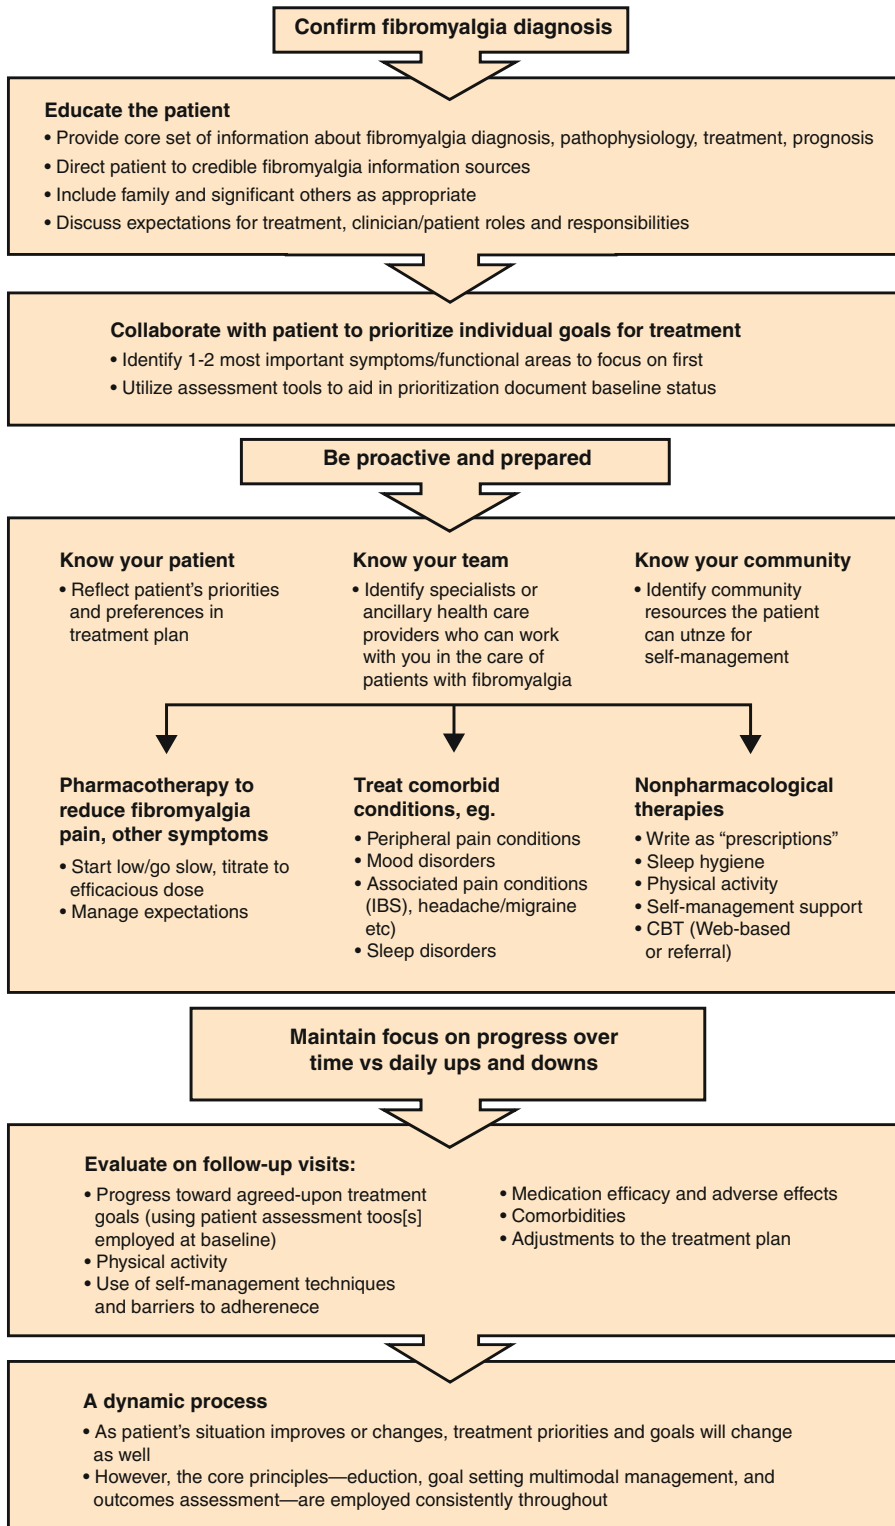 Confirm fibromyalgia diagnosis
Educate the patient
• Provide core set of information about fibromyalgia diagnosis, pathophysiology, treatment, prognosis
• Direct patient to credible fibromyalgia information sources
• Include family and significant others as appropriate
• Discuss expectations for treatment, clinician/patient roles and responsibilities
Collaborate with patient to prioritize individual goals for treatment
• Identify 1-2 most important symptoms/functional areas to focus on first
• Utilize assessment tools to aid in prioritization document baseline status
Be proactive and prepared
Know your patient
• Reflect patient's priorities
and preferences in
treatment plan
Know your team
• Identify specialists or
ancillary health care
providers who can work
with you in the care of
patients with fibromyalgia
Know your community
• Identify community
resources the patient
can utnze for
self-management
Pharmacotherapy to
reduce fibromyalgia
pain, other symptoms
• Start low/go slow, titrate to
efficacious dose
• Manage expectations
Treat comorbid
conditions, eg.
• Peripheral pain conditions
• Mood disorders
• Associated pain conditions
(IBS), headache/migraine
etc)
• Sleep disorders
Nonpharmacological
therapies
• Write as “prescriptions”
• Sleep hygiene
• Physical activity
• Self-management support
• CBT (Web-based
or referral)
Maintain focus on progress over
time vs daily ups and downs
Evaluate on follow-up visits:
• Progress toward agreed-upon treatment
goals (using patient assessment toos[s]
employed at baseline)
• Physical activity
• Use of self-management techniques
and barriers to adherenece
• Medication efficacy and adverse effects
• Comorbidities
• Adjustments to the treatment plan
A dynamic process
• As patient's situation improves or changes, treatment priorities and goals will change
as well
• However, the core principles—eduction, goal setting multimodal management, and
outcomes assessment—are employed consistently throughout